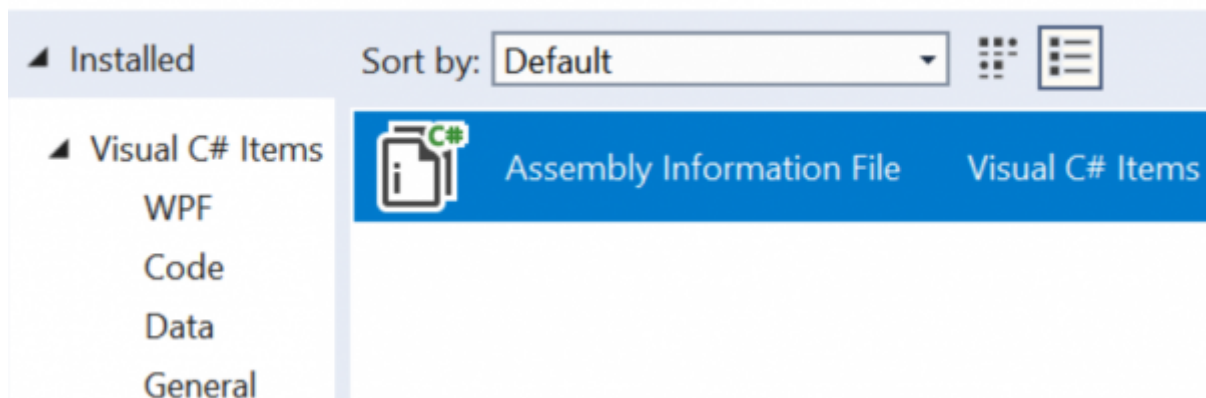 Installed
Sort by: Default
Visual C# Items
WPF
Code
Data
General
C#
i
Assembly Information File Visual C# Items